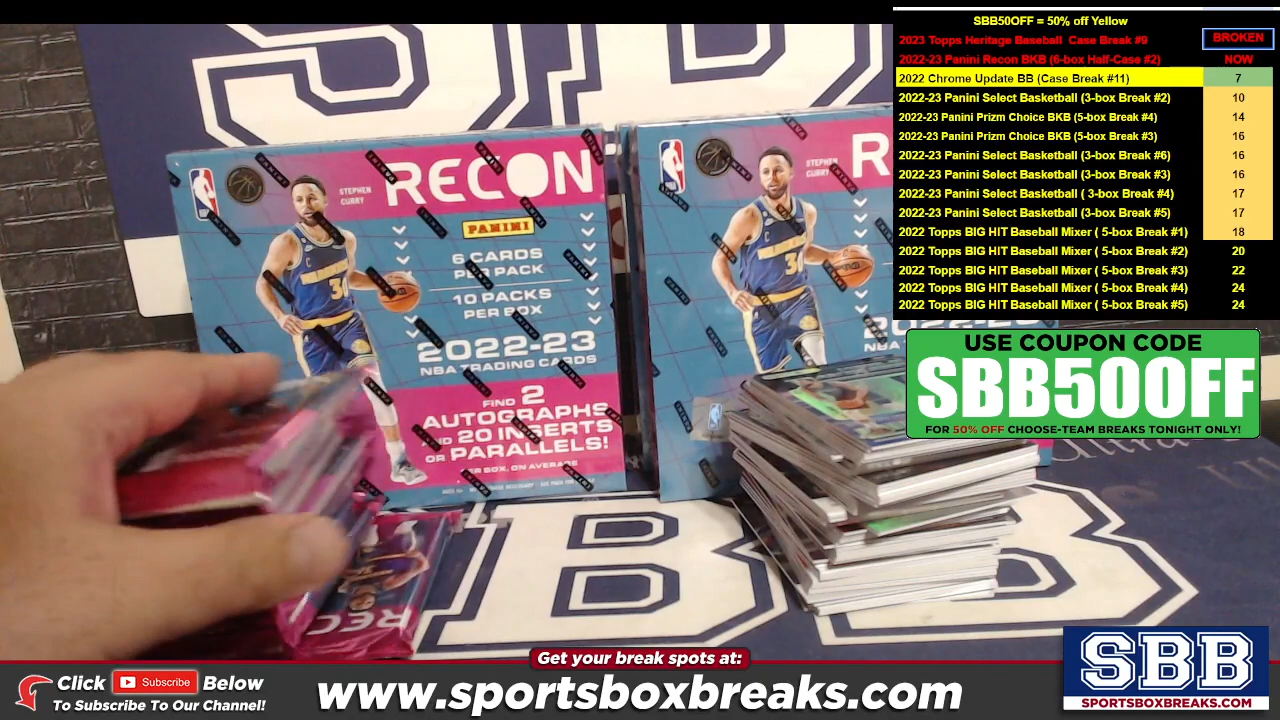 SBB50OFF = 50% off Yellow
2023 Topps Heritage Baseball Case Break #9 BROKEN
2022-23 Panini Recon BKB (6-box Half-Case #2) NOW
2022 Chrome Update BB (Case Break #11) 7
2022-23 Panini Select Basketball (3-box Break #2) 10
2022-23 Panini Prizm Choice BKB (5-box Break #4) 14
2022-23 Panini Prizm Choice BKB (5-box Break #3) 16
2022-23 Panini Select Basketball (3-box Break #6) 16
2022-23 Panini Select Basketball (3-box Break #3) 16
2022-23 Panini Select Basketball ( 3-box Break #4) 17
2022-23 Panini Select Basketball (3-box Break #5) 17
2022 Topps BIG HIT Baseball Mixer ( 5-box Break #1) 18
2022 Topps BIG HIT Baseball Mixer ( 5-box Break #2) 20
2022 Topps BIG HIT Baseball Mixer ( 5-box Break #3) 22
2022 Topps BIG HIT Baseball Mixer ( 5-box Break #4) 24
2022 Topps BIG HIT Baseball Mixer ( 5-box Break #5) 24
USE COUPON CODE
SBB50OFF
FOR 50% OFF CHOOSE-TEAM BREAKS TONIGHT ONLY!
STEPHEN
CURRY
RECON
PANINI
6 CARDS
PER PACK
10 PACKS
PER BOX
2022-23
NBA TRADING CARDS
FIND 2
AUTOGRAPHS
20 INSERTS
OR PARALLELS!
PER BOX, ON AVERAGE
30
STEPHEN
CURRY
R
30
2022-23
REC
B B
Get your break spots at:
Click Subscribe Below
To Subscribe To Our Channel!
www.sportsboxbreaks.com
SBB
SPORTSBOXBREAKS.COM